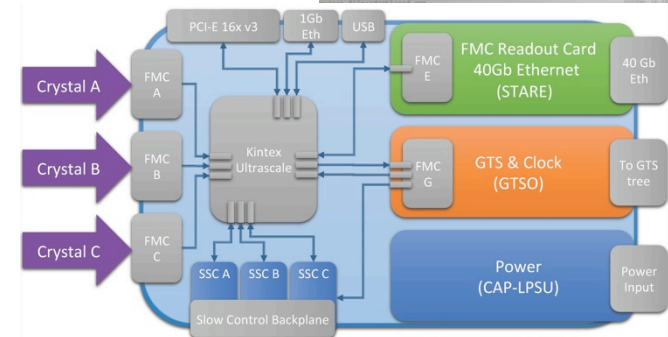 PCI-E 16x v3
1Gb
Eth
USB
Crystal A
FMC
A
Crystal B
FMC
B
Crystal C
FMC
C
Kintex
Ultrascale
FMC
E
FMC Readout Card
40Gb Ethernet
(STARE)
40 Gb
Eth
FMC
G
GTS & Clock
(GTSO)
To GTS
tree
SSC A
SSC B
SSC C
Slow Control Backplane
Power
(CAP-LPSU)
Power
Input